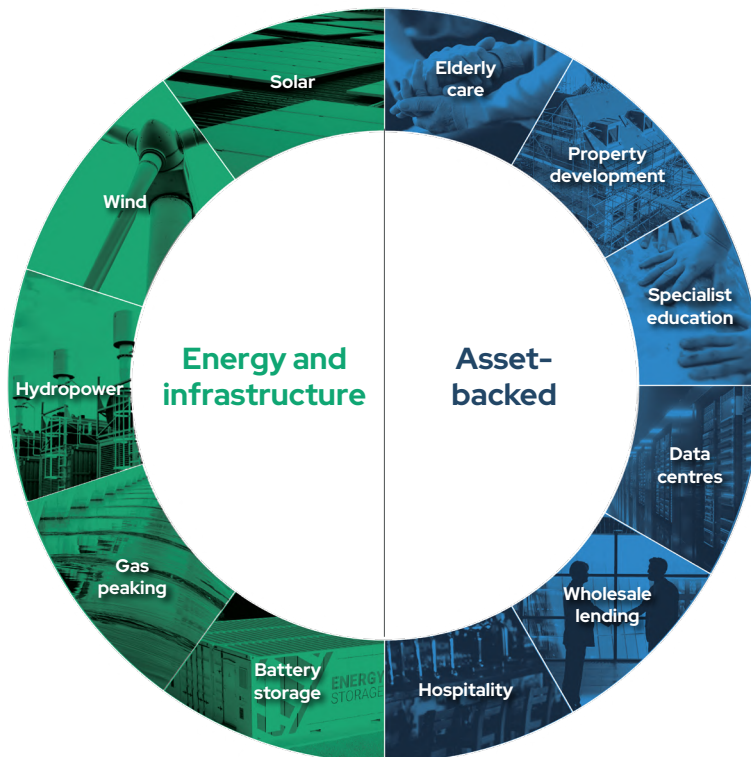 Solar
Elderly
care
Property
development
Wind
Specialist
education
Energy and
infrastructure
Asset-
backed
Hydropower
Data
centres
Gas
peaking
Wholesale
lending
Battery
storage
ENERGY
STORAGE
Hospitality